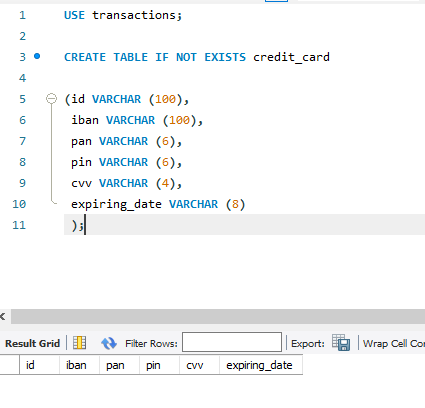 1 USE transactions;
2
3 CREATE TABLE IF NOT EXISTS credit_card
4
5 (id VARCHAR (100),
6 iban VARCHAR (100),
7 pan VARCHAR (6),
8 pin VARCHAR (6),
9 cvv VARCHAR (4),
10 expiring_date VARCHAR (8)
11 );
Result Grid Filter Rows: Export: Wrap Cell Co
id iban pan pin cvv expiring_date